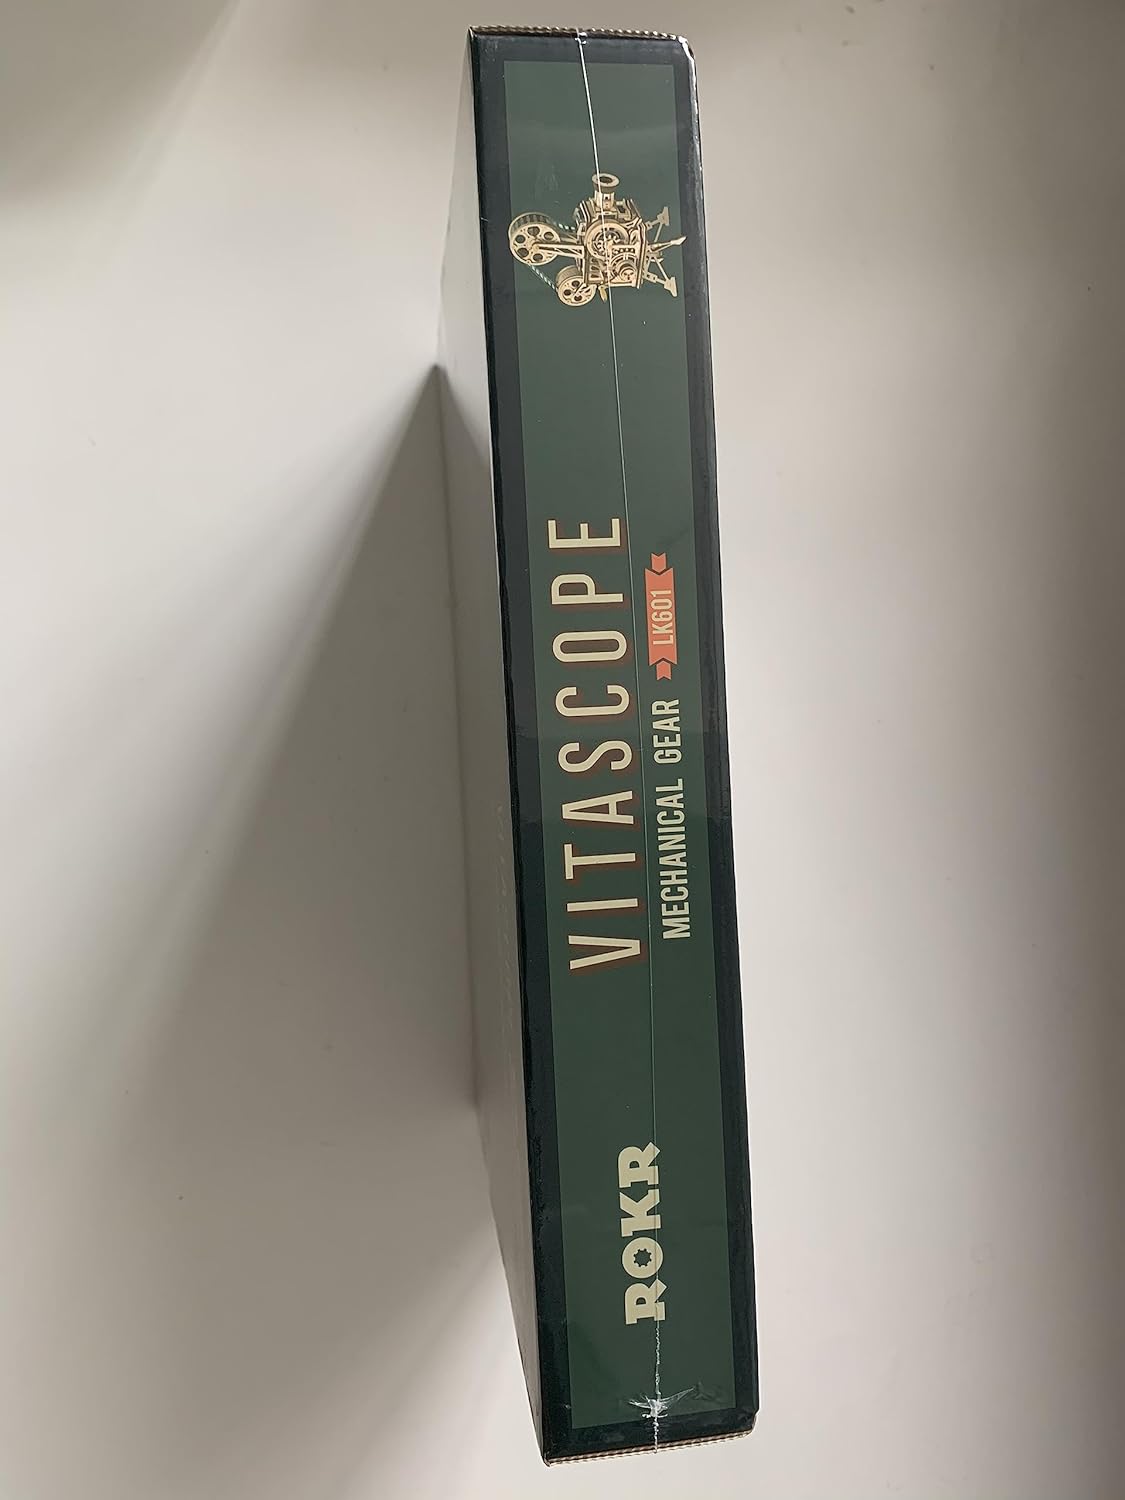 ROKR
VITASCOPE
MECHANICAL GEAR LK601